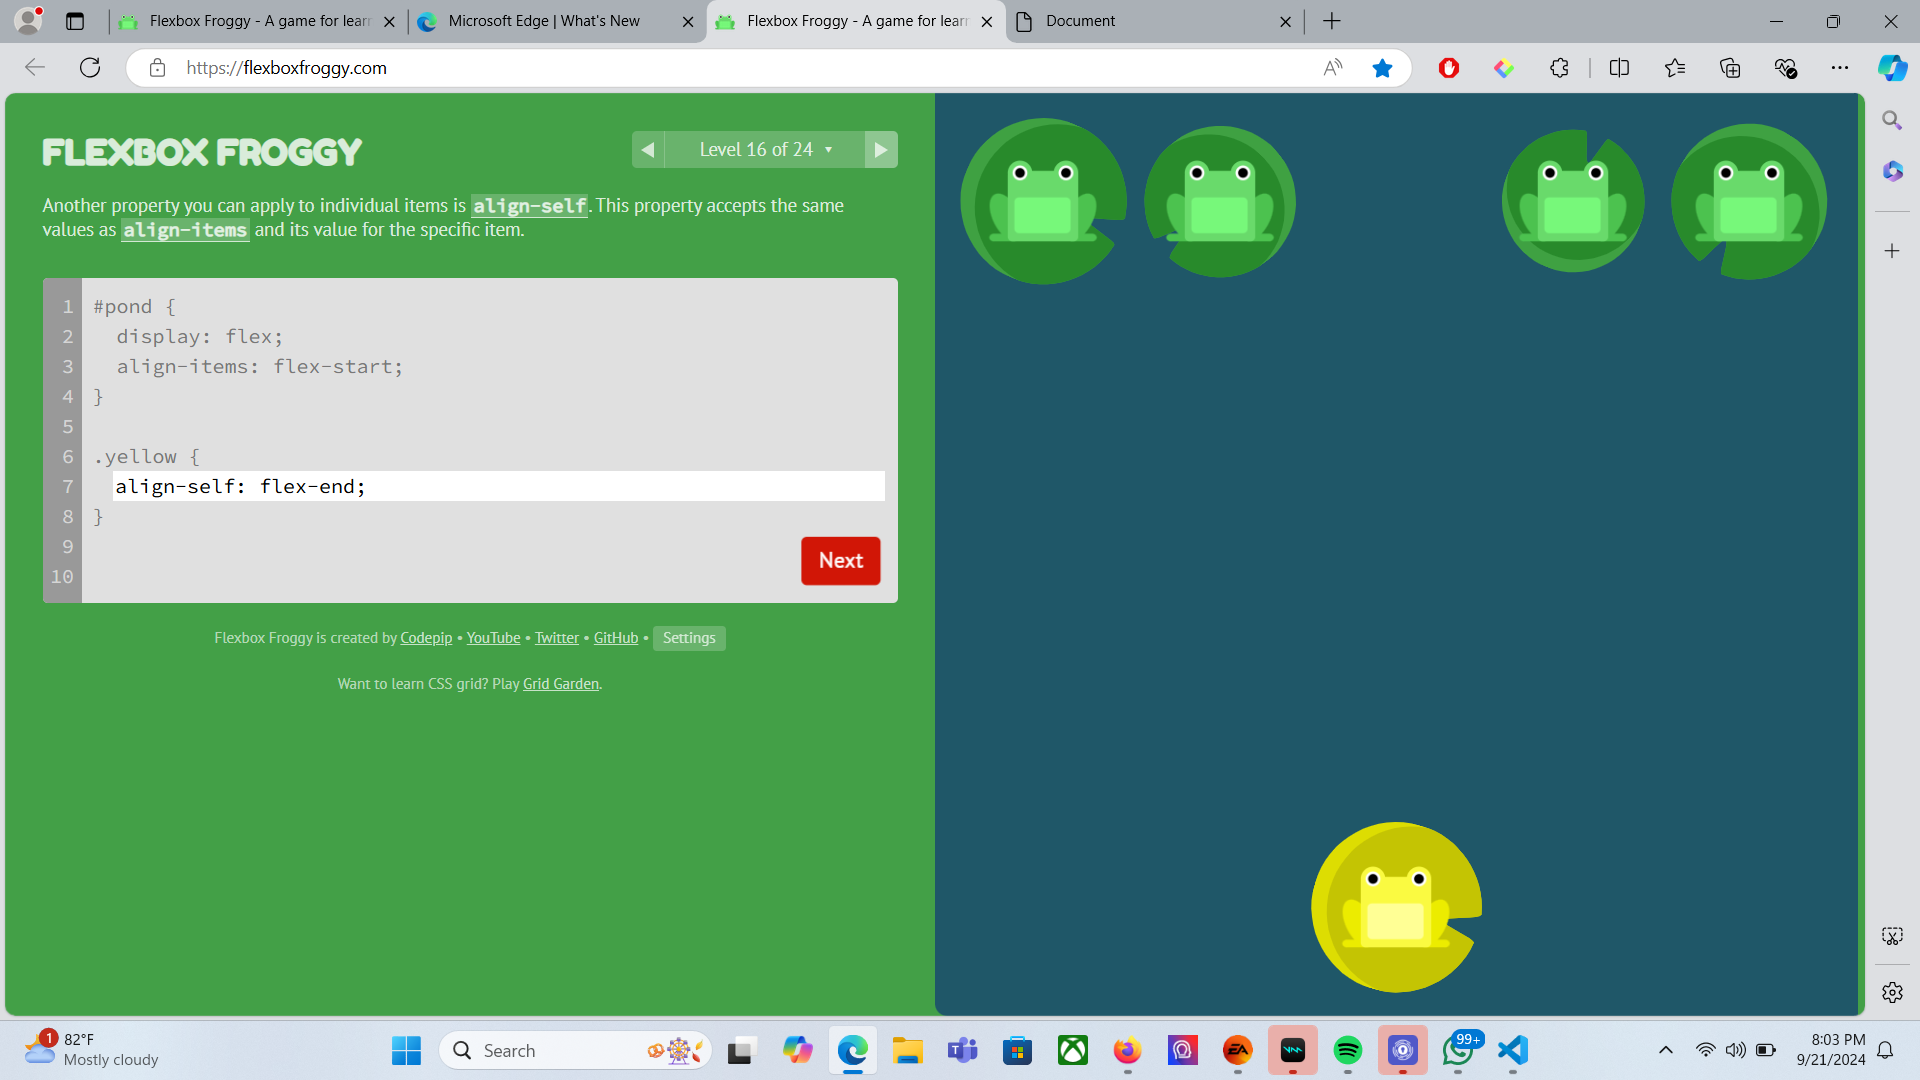 Flexbox Froggy - A game for learn
Microsoft Edge | What's New
Flexbox Froggy - A game for learn
Document
https://flexboxfroggy.com
FLEXBOX FROGGY
Level 16 of 24
Another property you can apply to individual items is align-self. This property accepts the same
values as align-items and its value for the specific item.
1 #pond {
2 display: flex;
3 align-items: flex-start;
4 }
5
6 .yellow {
7 align-self: flex-end;
8 }
9
10
Next
Flexbox Froggy is created by Codepip • YouTube • Twitter • GitHub • Settings
Want to learn CSS grid? Play Grid Garden.
1
82°F
Mostly cloudy
Search
EA
99+
8:03 PM
9/21/2024